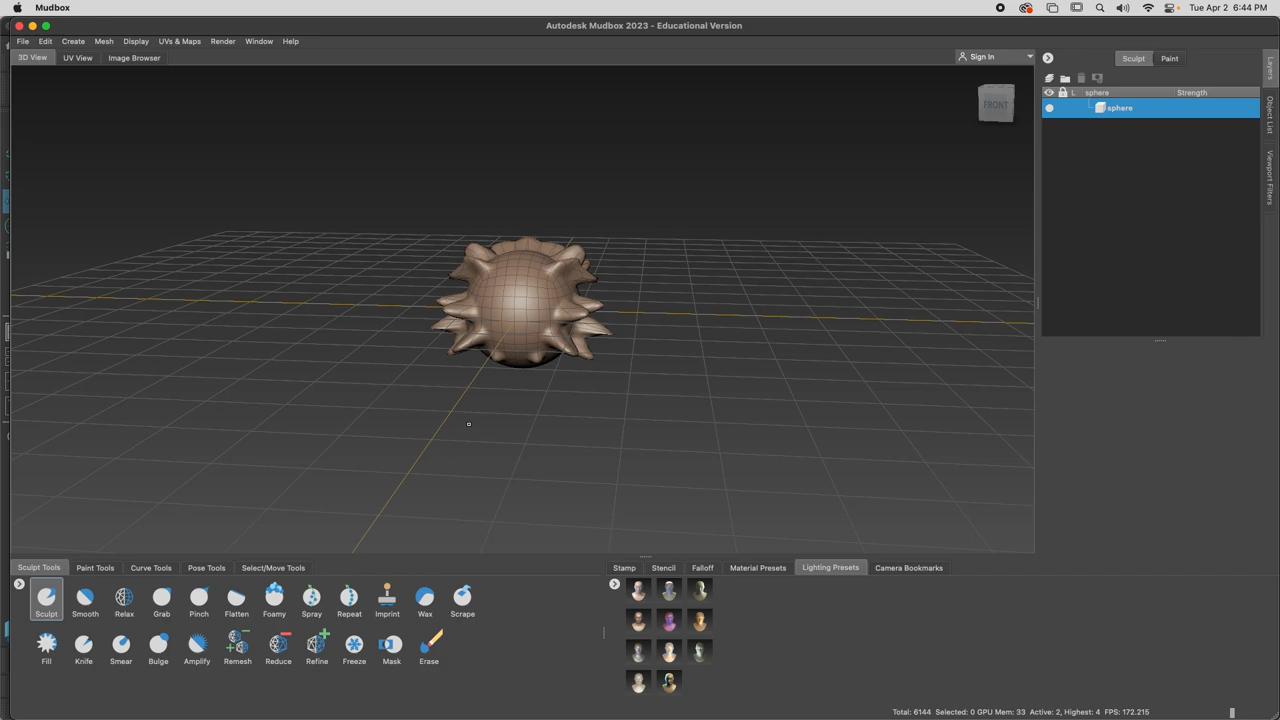 Mudbox
Tue Apr 2 6:44 PM
Autodesk Mudbox 2023 - Educational Version
File Edit Create Mesh Display UVs & Maps Render Window Help
3D View UV View Image Browser
Sign In
Sculpt Paint
L sphere Strength
sphere
Layers
Object List
Viewport Filters
FRONT
Sculpt Tools Paint Tools Curve Tools Pose Tools Select/Move Tools
Sculpt Smooth Relax Grab Pinch Flatten Foamy Spray Repeat Imprint Wax Scrape
Fill Knife Smear Bulge Amplify Remesh Reduce Refine Freeze Mask Erase
Stamp Stencil Falloff Material Presets Lighting Presets Camera Bookmarks
Total: 6144 Selected: 0 GPU Mem: 33 Active: 2, Highest: 4 FPS: 172.215